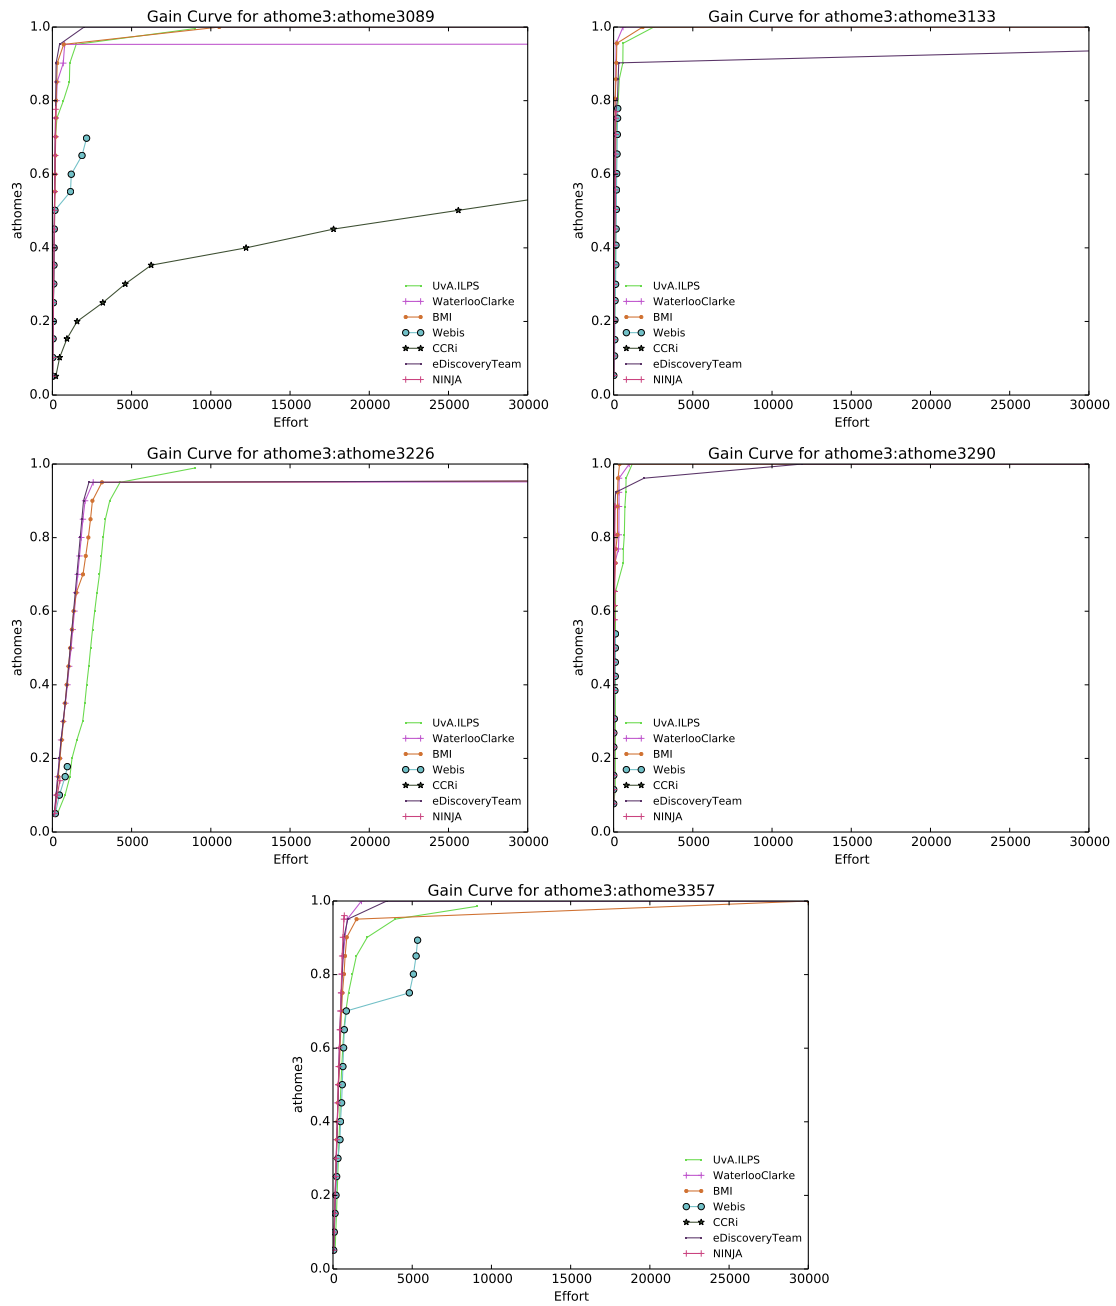 Gain Curve for athome3:athome3089
1.0
0.8
0.6
0.4
0.2
0.0
athome3
0 5000 10000 15000 20000 25000 30000
Effort
UvA.ILPS
WaterlooClarke
BMI
Webis
CCRi
eDiscoveryTeam
NINJA
Gain Curve for athome3:athome3133
1.0
0.8
0.6
0.4
0.2
0.0
athome3
0 5000 10000 15000 20000 25000 30000
Effort
UvA.ILPS
WaterlooClarke
BMI
Webis
CCRi
eDiscoveryTeam
NINJA
Gain Curve for athome3:athome3226
1.0
0.8
0.6
0.4
0.2
0.0
athome3
0 5000 10000 15000 20000 25000 30000
Effort
UvA.ILPS
WaterlooClarke
BMI
Webis
CCRi
eDiscoveryTeam
NINJA
Gain Curve for athome3:athome3290
1.0
0.8
0.6
0.4
0.2
0.0
athome3
0 5000 10000 15000 20000 25000 30000
Effort
UvA.ILPS
WaterlooClarke
BMI
Webis
CCRi
eDiscoveryTeam
NINJA
Gain Curve for athome3:athome3357
1.0
0.8
0.6
0.4
0.2
0.0
athome3
0 5000 10000 15000 20000 25000 30000
Effort
UvA.ILPS
WaterlooClarke
BMI
Webis
CCRi
eDiscoveryTeam
NINJA